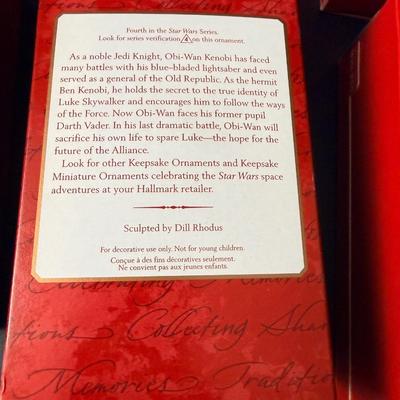 Collecting Sharing
Fourth in the Star Wars Series.
Look for series verification 4 on this ornament.
As a noble Jedi Knight, Obi-Wan Kenobi has faced
many battles with his blue–bladed lightsaber and even
served as a general of the Old Republic. As the hermit
Ben Kenobi, he holds the secret to the true identity of
Luke Skywalker and encourages him to follow the ways
of the Force. Now Obi-Wan faces his former pupil
Darth Vader. In his last dramatic battle, Obi-Wan will
sacrifice his own life to spare Luke—the hope for the
future of the Alliance.
Look for other Keepsake Ornaments and Keepsake
Miniature Ornaments celebrating the Star Wars space
adventures at your Hallmark retailer.
Sculpted by Dill Rhodus
For decorative use only. Not for young children.
Conçue à des fins décoratives seulement.
Ne convient pas aux jeunes enfants.
Celebrating Memories
tions Collecting Shar
Memories Traditio